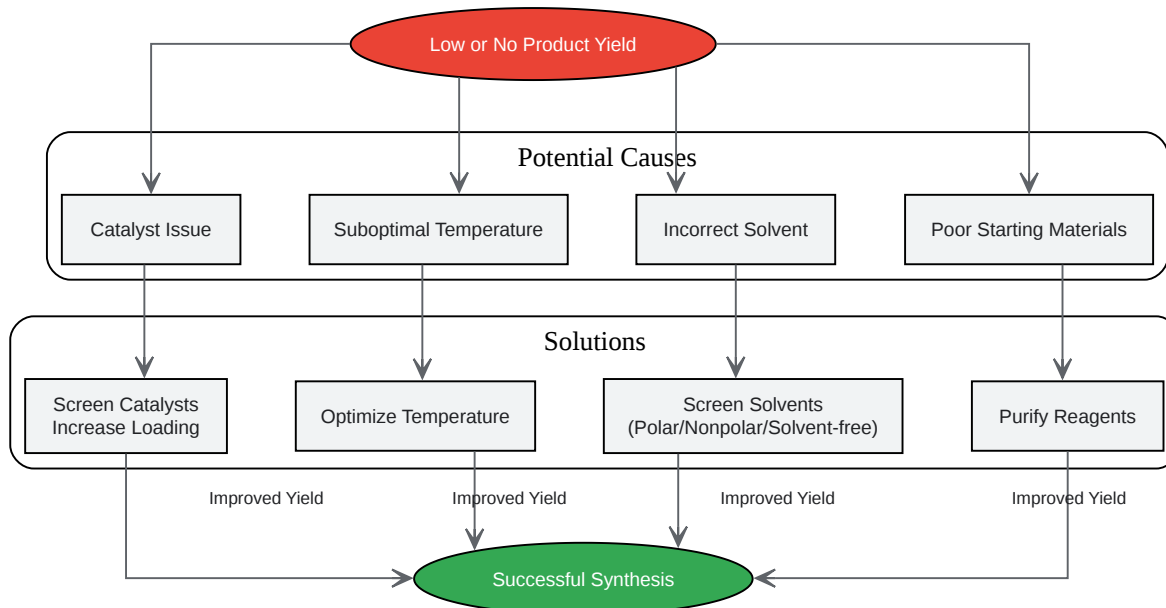 Low or No Product Yield
Potential Causes
Catalyst Issue
Suboptimal Temperature
Incorrect Solvent
Poor Starting Materials
Solutions
Screen Catalysts
Increase Loading
Optimize Temperature
Screen Solvents
(Polar/Nonpolar/Solvent-free)
Purify Reagents
Improved Yield
Improved Yield
Improved Yield
Improved Yield
Successful Synthesis